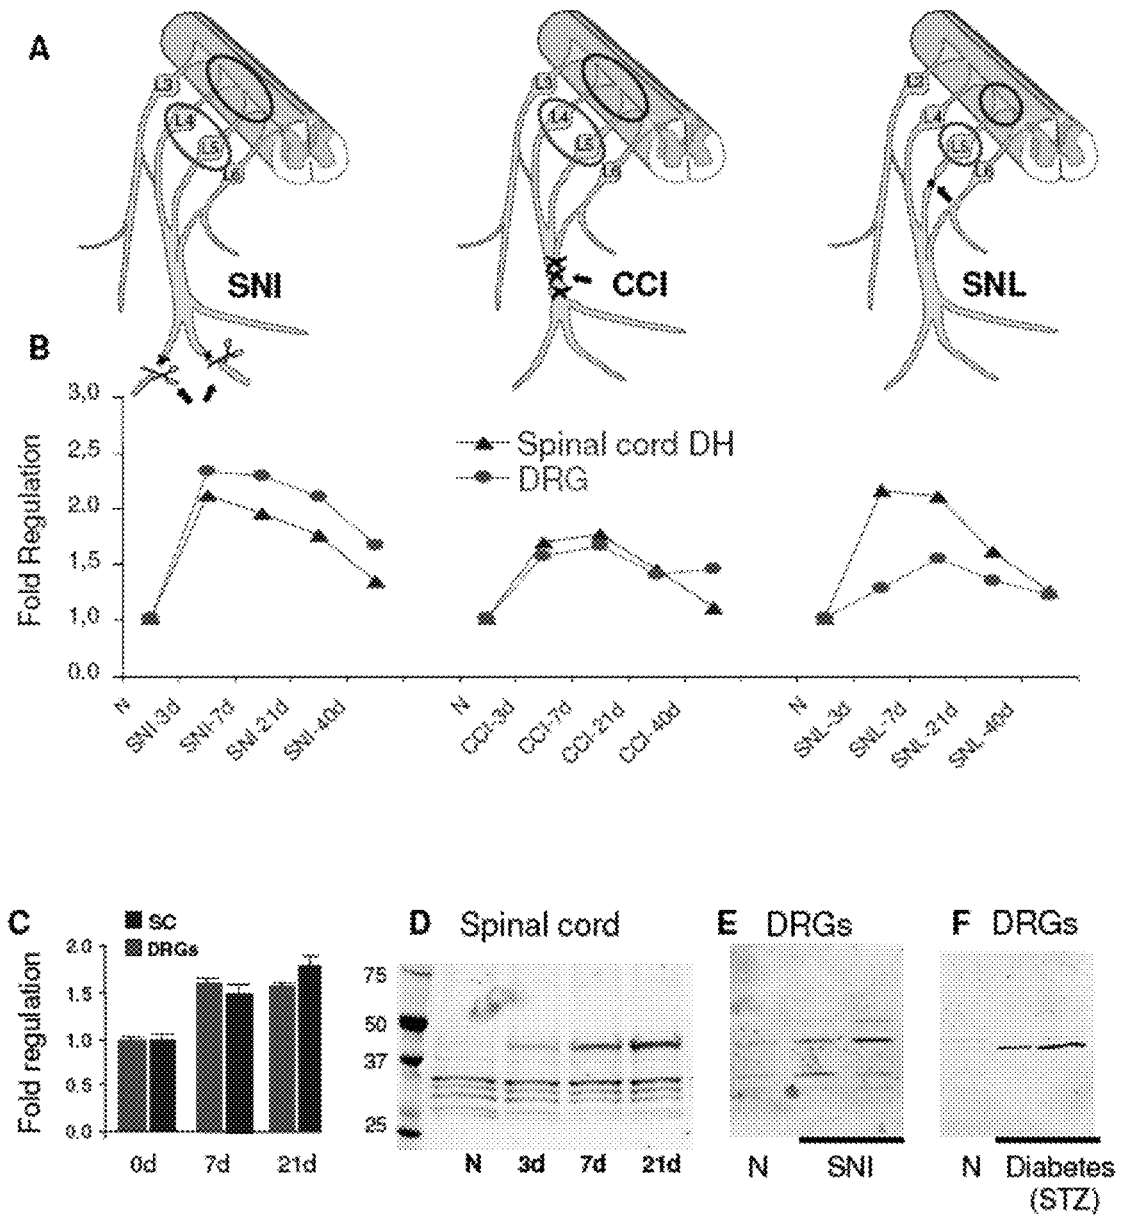 A
L3
L4
L5
L6
SNI
L3
L4
L5
L6
CCI
L3
L4
L5
L6
SNL
B
Fold Regulation
3,0
2,5
2.0
1,5
1,0
0.0
Spinal cord DH
DRG
N
SNI-3d
SNI-7d
SNI-21d
SNI-40d
N
CCI-3d
CCI-7d
CCI-21d
CCI-40d
N
SNL-3d
SNL-7d
SNL-21d
SNL-40d
C
SC
DRGs
Fold regulation
2.0
1.5
1.0
0.5
0.0
0d 7d 21d
D Spinal cord
75
50
37
25
N 3d 7d 21d
E DRGs
N SNI
F DRGs
N Diabetes
(STZ)